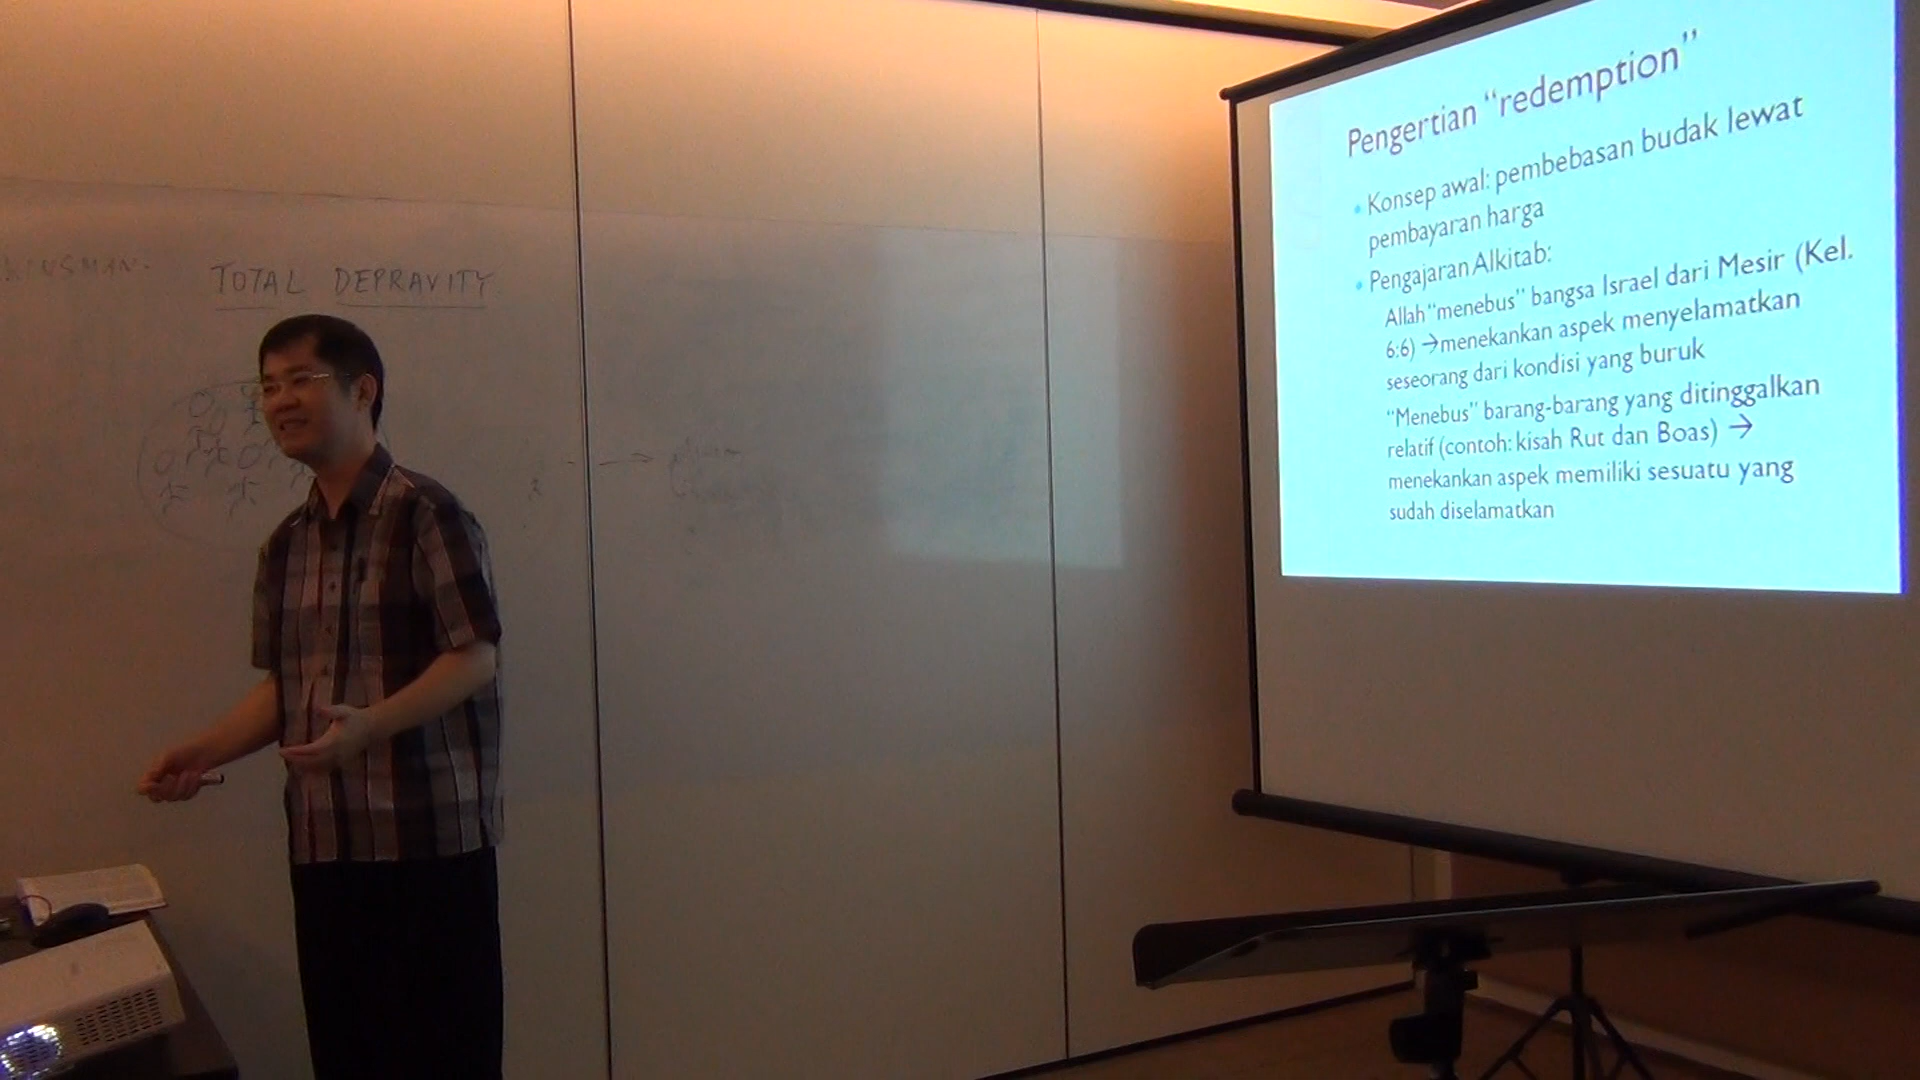 KINSMAN.
TOTAL DEPRAVITY
Pengertian “redemption”
• Konsep awal: pembebasan budak lewat
pembayaran harga
• Pengajaran Alkitab:
Allah “menebus” bangsa Israel dari Mesir (Kel.
6:6) →menekankan aspek menyelamatkan
seseorang dari kondisi yang buruk
“Menebus” barang-barang yang ditinggalkan
relatif (contoh: kisah Rut dan Boas) →
menekankan aspek memiliki sesuatu yang
sudah diselamatkan